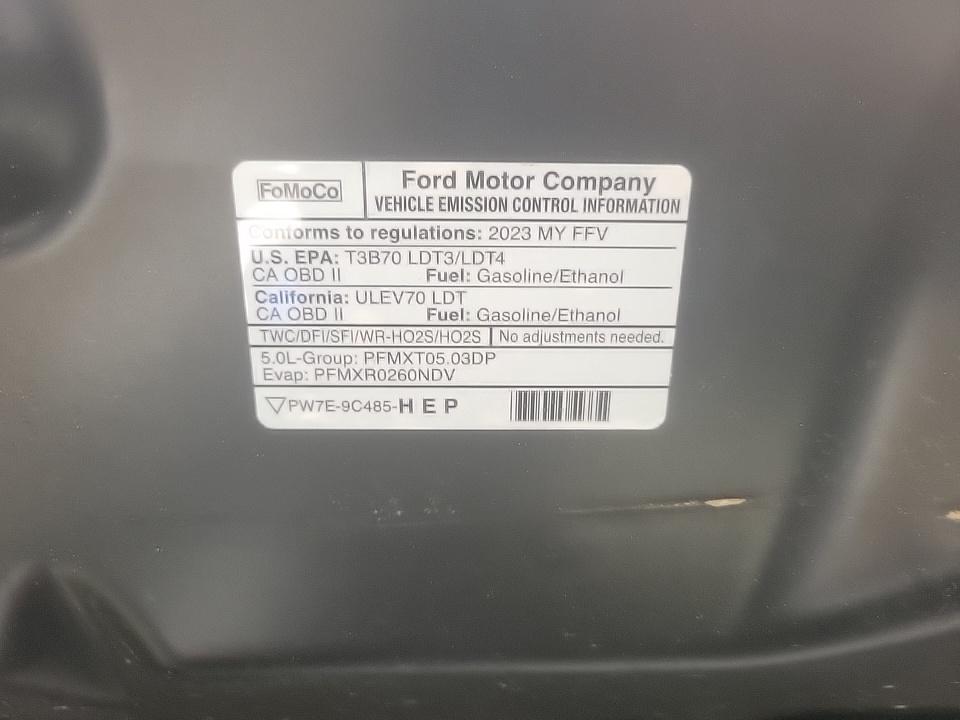 FoMoCo
Ford Motor Company
VEHICLE EMISSION CONTROL INFORMATION
Conforms to regulations: 2023 MY FFV
U.S. EPA: T3B70 LDT3/LDT4
CA OBD II Fuel: Gasoline/Ethanol
California: ULEV70 LDT
CA OBD II Fuel: Gasoline/Ethanol
TWC/DFI/SFI/WR-HO2S/HO2S No adjustments needed.
5.0L-Group: PFMXT05.03DP
Evap: PFMXR0260NDV
PW7E-9C485-H E P